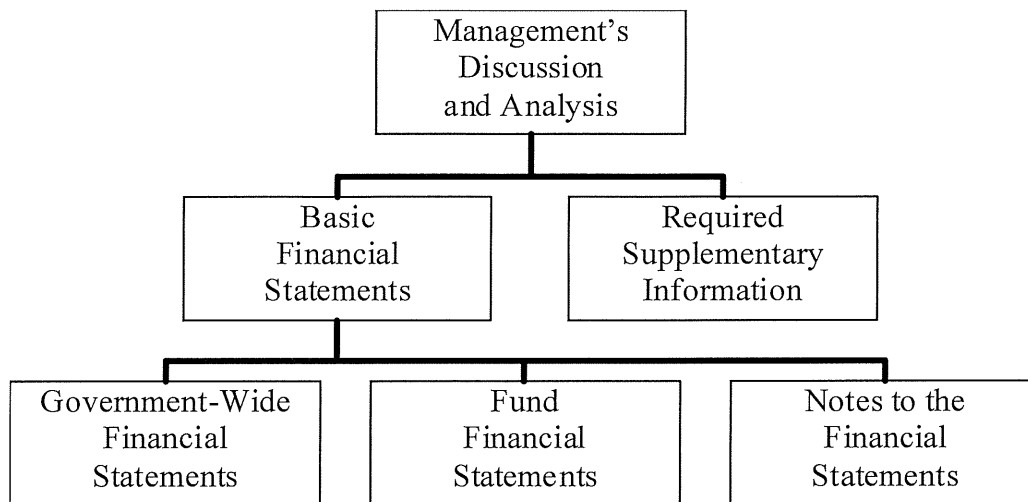 Management's
Discussion
and Analysis
Basic
Financial
Statements
Required
Supplementary
Information
Government-Wide
Financial
Statements
Fund
Financial
Statements
Notes to the
Financial
Statements